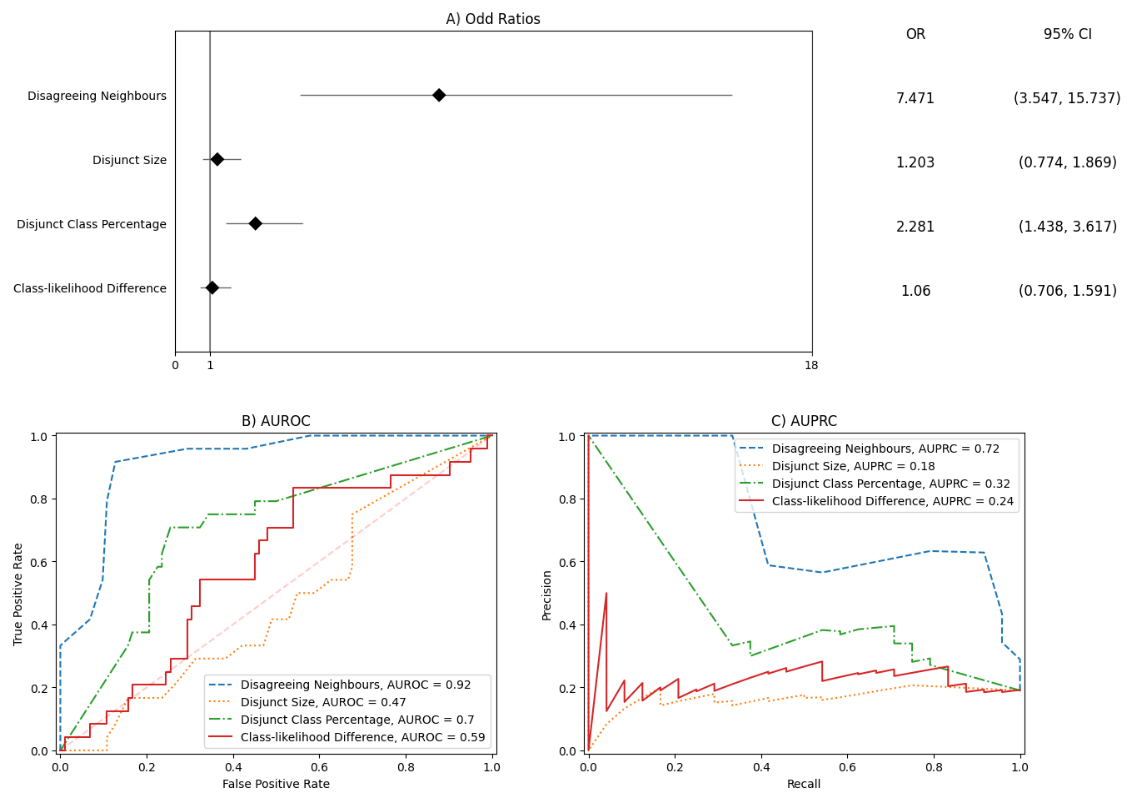 A) Odd Ratios
OR 95% CI
Disagreeing Neighbours 7.471 (3.547, 15.737)
Disjunct Size 1.203 (0.774, 1.869)
Disjunct Class Percentage 2.281 (1.438, 3.617)
Class-likelihood Difference 1.06 (0.706, 1.591)
0 1 18
B) AUROC
True Positive Rate
1.0
0.8
0.6
0.4
0.2
0.0
Disagreeing Neighbours, AUROC = 0.92
Disjunct Size, AUROC = 0.47
Disjunct Class Percentage, AUROC = 0.7
Class-likelihood Difference, AUROC = 0.59
0.0 0.2 0.4 0.6 0.8 1.0
False Positive Rate
C) AUPRC
Precision
1.0
0.8
0.6
0.4
0.2
0.0
Disagreeing Neighbours, AUPRC = 0.72
Disjunct Size, AUPRC = 0.18
Disjunct Class Percentage, AUPRC = 0.32
Class-likelihood Difference, AUPRC = 0.24
0.0 0.2 0.4 0.6 0.8 1.0
Recall